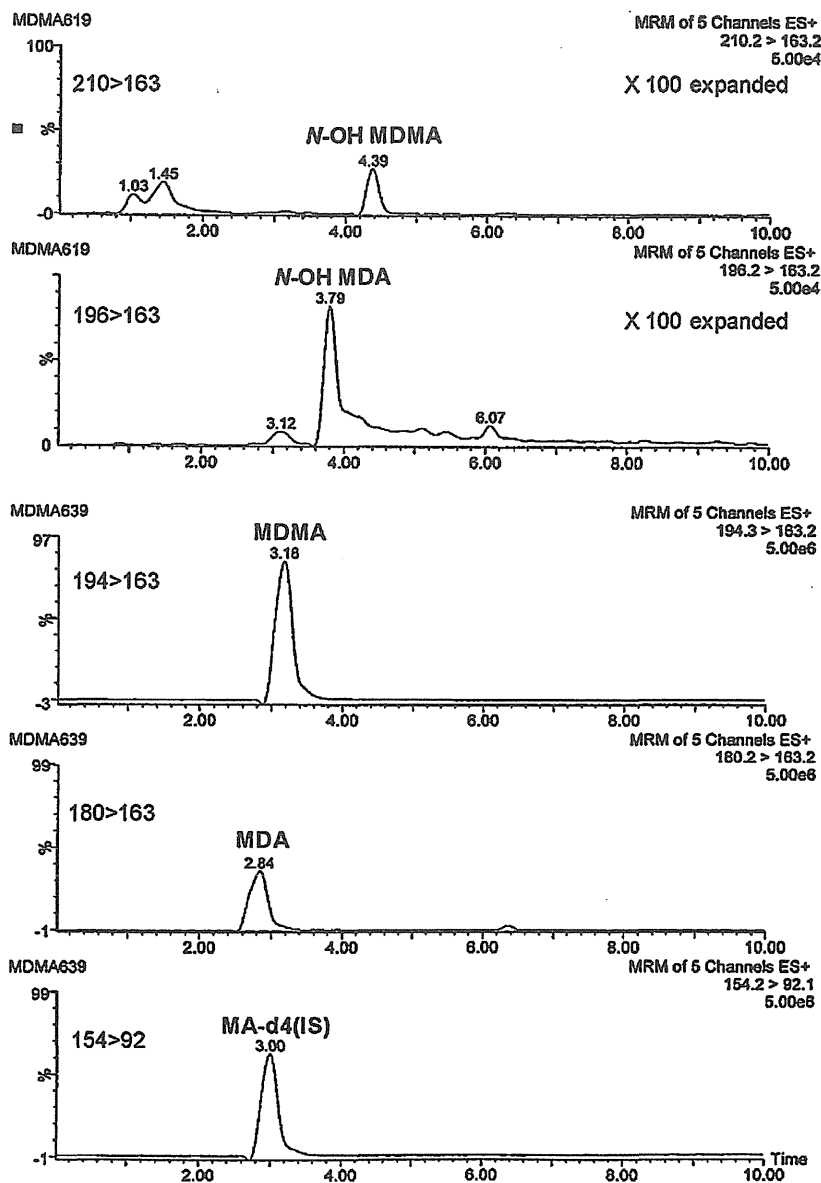 MDMA619
MRM of 5 Channels ES+
210.2 > 163.2
5.00e4
100
210>163
X 100 expanded
%
N-OH MDMA
4.39
1.03
1.45
-0
2.00
4.00
6.00
8.00
10.00
MDMA619
MRM of 5 Channels ES+
196.2 > 163.2
5.00e4
N-OH MDA
3.79
196>163
X 100 expanded
%
3.12
6.07
0
2.00
4.00
6.00
8.00
10.00
MDMA639
MRM of 5 Channels ES+
194.3 > 163.2
5.00e6
97
MDMA
3.18
194>163
%
-3
2.00
4.00
6.00
8.00
10.00
MDMA639
MRM of 5 Channels ES+
180.2 > 163.2
5.00e6
99
180>163
MDA
2.84
%
-1
2.00
4.00
6.00
8.00
10.00
MDMA639
MRM of 5 Channels ES+
154.2 > 92.1
5.00e6
99
154>92
MA-d4(IS)
3.00
%
-1
Time
2.00
4.00
6.00
8.00
10.00